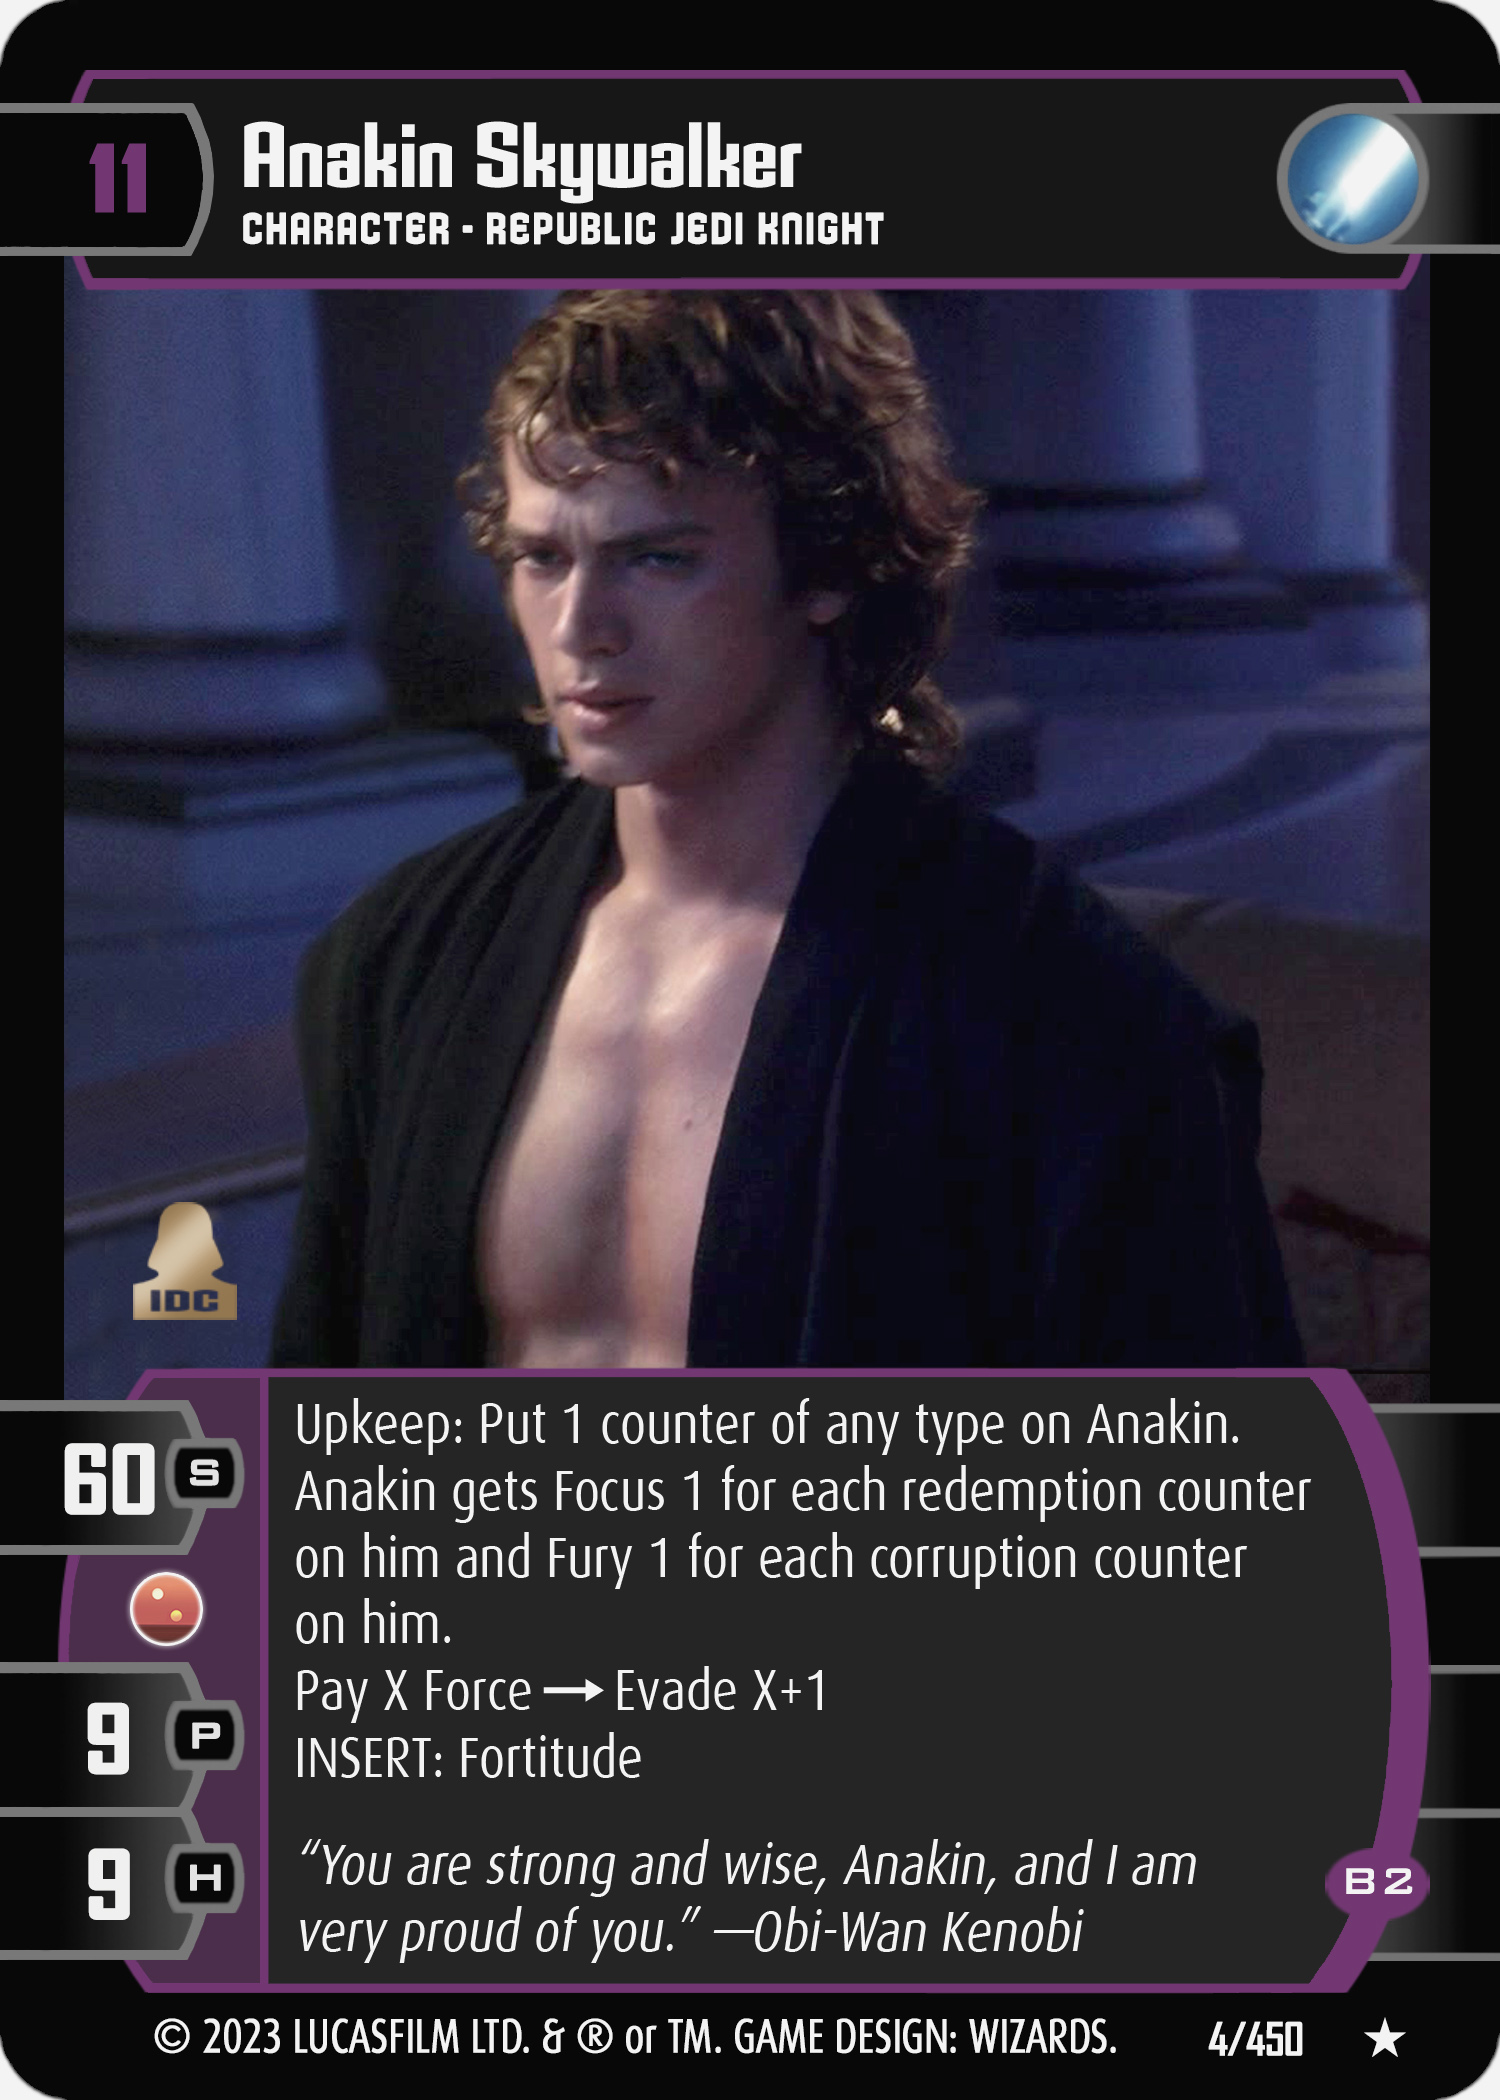 11
Anakin Skywalker
CHARACTER - REPUBLIC JEDI KNIGHT
IDC
60 S
9 P
9 H
Upkeep: Put 1 counter of any type on Anakin.
Anakin gets Focus 1 for each redemption counter
on him and Fury 1 for each corruption counter
on him.
Pay X Force → Evade X+1
INSERT: Fortitude
“You are strong and wise, Anakin, and I am
very proud of you.” —Obi-Wan Kenobi
B2
© 2023 LUCASFILM LTD. & ® or TM. GAME DESIGN: WIZARDS.
4/450 ★